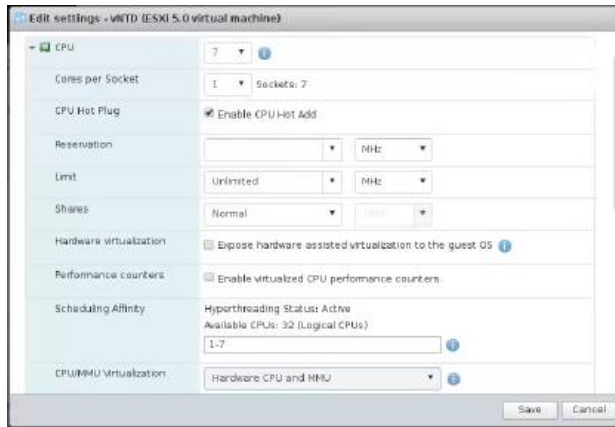 Edit settings - vNTD (ESXi 5.0 virtual machine)
CPU
7
Cores per Socket
1 Sockets: 7
CPU Hot Plug
Enable CPU Hot Add
Reservation
MHz
Limit
Unlimited MHz
Shares
Normal
Hardware virtualization
Expose hardware assisted virtualization to the guest OS
Performance counters
Enable virtualized CPU performance counters
Scheduling Affinity
Hyperthreading Status: Active
Available CPUs: 32 (Logical CPUs)
1-7
CPU/MMU Virtualization
Hardware CPU and MMU
Save Cancel